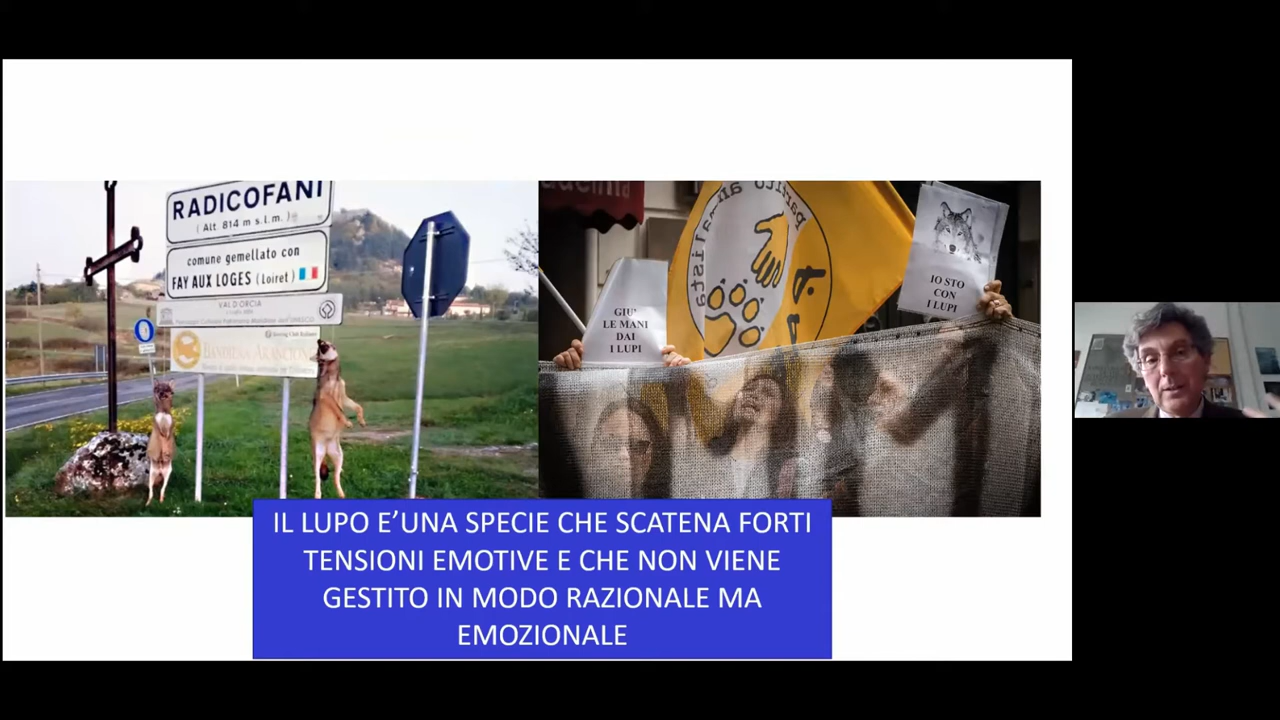 RADICOFANI
( Alt. 814 m s.l.m. )
comune gemellato con
FAY AUX LOGES (Loiret)
VAL D'ORCIA
BANDIERA ARANCIONE
partito animalista
GIU'
LE MANI
DAI
I LUPI
IO STO
CON
I LUPI
IL LUPO E'UNA SPECIE CHE SCATENA FORTI
TENSIONI EMOTIVE E CHE NON VIENE
GESTITO IN MODO RAZIONALE MA
EMOZIONALE